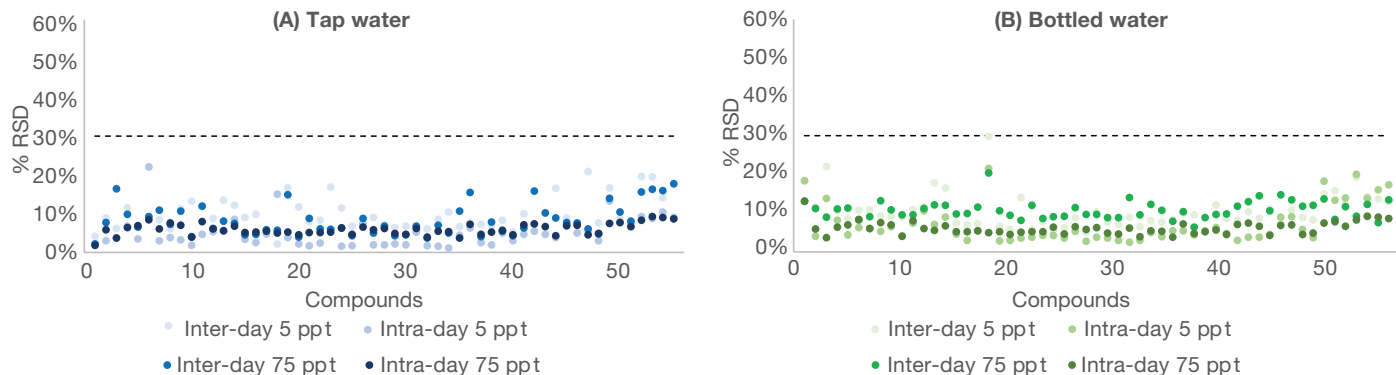 (A) Tap water
60%
50%
40%
30%
20%
10%
0%
% RSD
0
10
20
30
40
50
Compounds
Inter-day 5 ppt
Intra-day 5 ppt
Inter-day 75 ppt
Intra-day 75 ppt
(B) Bottled water
60%
50%
40%
30%
20%
10%
0%
% RSD
0
10
20
30
40
50
Compounds
Inter-day 5 ppt
Intra-day 5 ppt
Inter-day 75 ppt
Intra-day 75 ppt